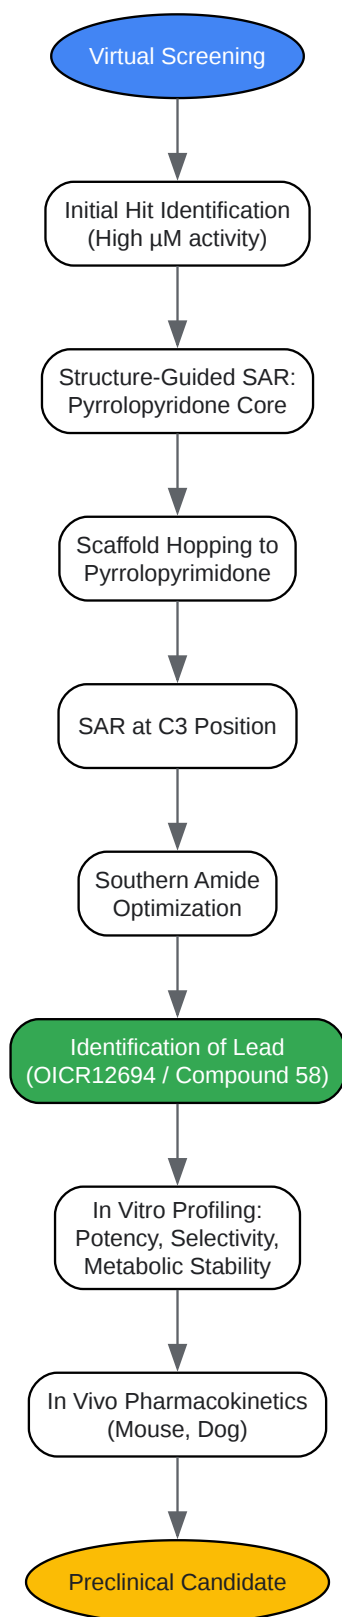 Virtual Screening
Initial Hit Identification
(High µM activity)
Structure-Guided SAR:
Pyrrolopyridone Core
Scaffold Hopping to
Pyrrolopyrimidone
SAR at C3 Position
Southern Amide
Optimization
Identification of Lead
(OICR12694 / Compound 58)
In Vitro Profiling:
Potency, Selectivity,
Metabolic Stability
In Vivo Pharmacokinetics
(Mouse, Dog)
Preclinical Candidate